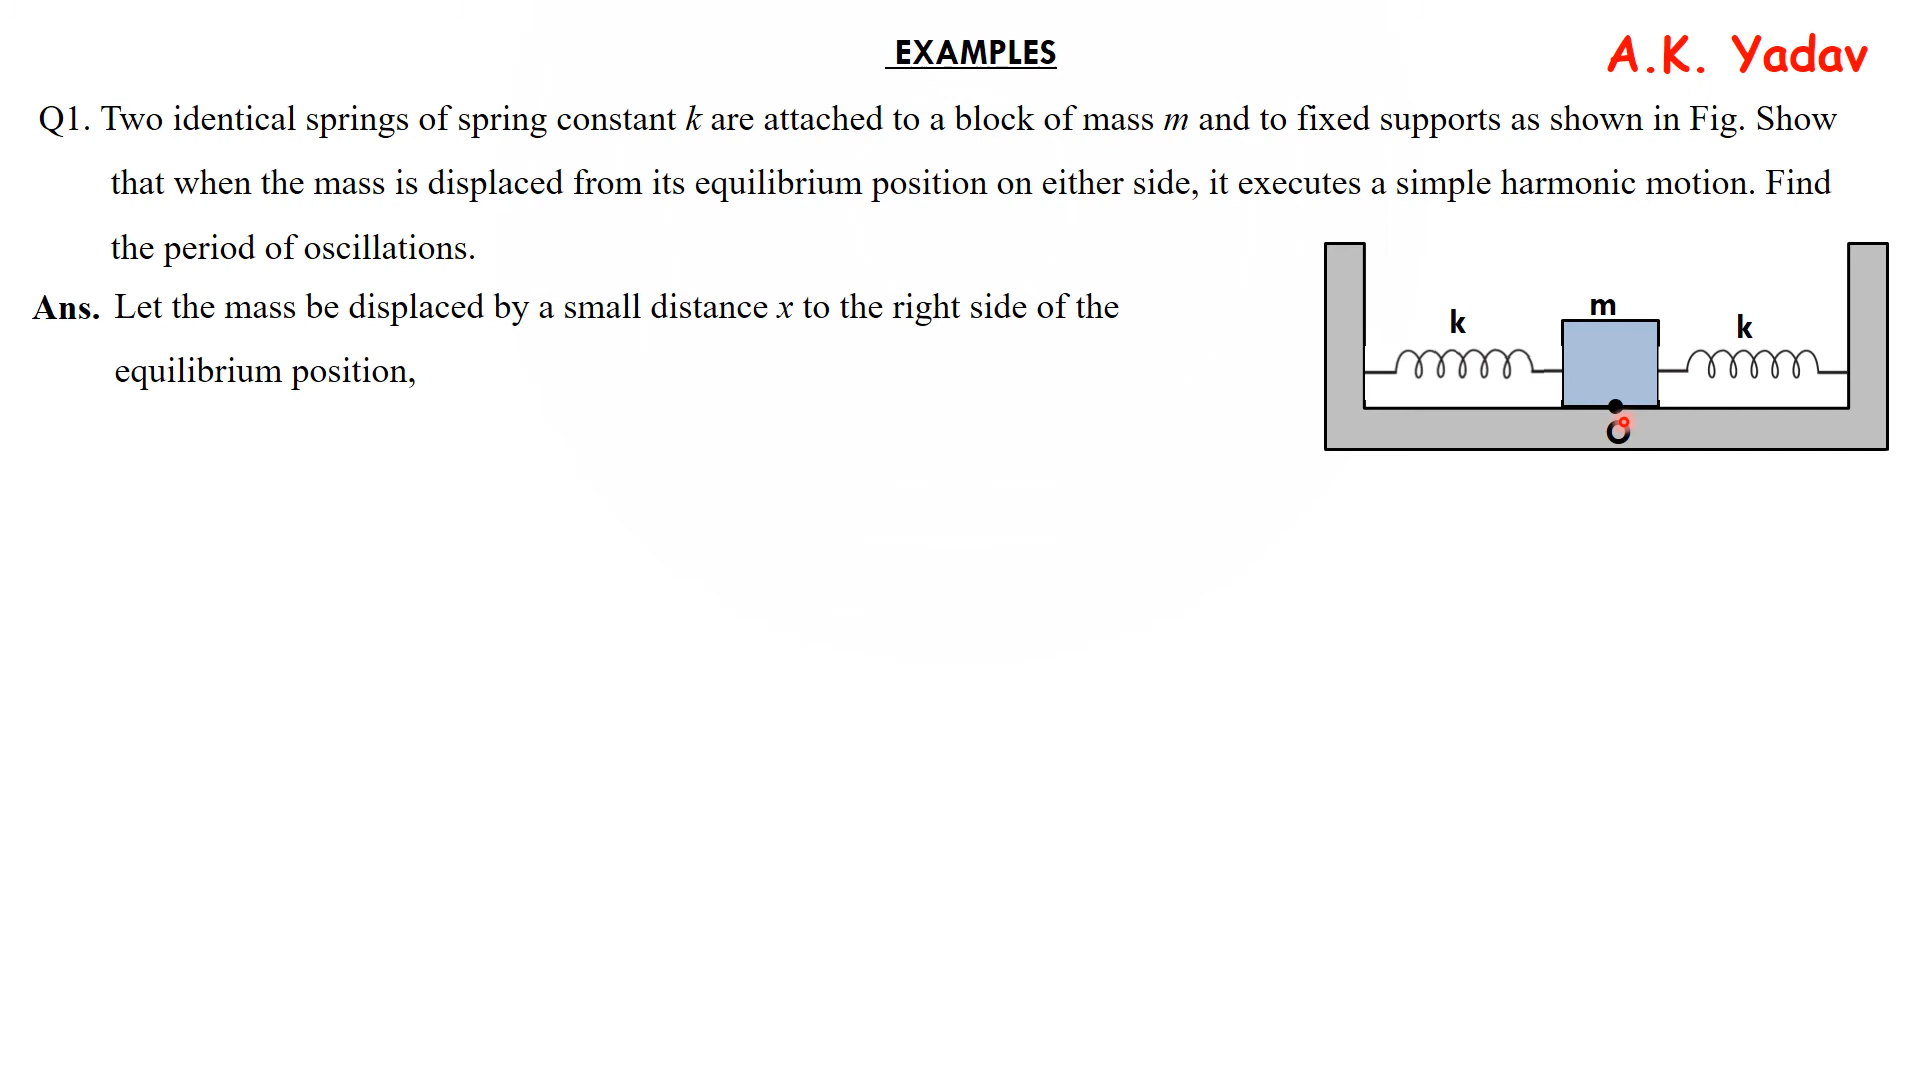 EXAMPLES
A.K. Yadav
Q1. Two identical springs of spring constant k are attached to a block of mass m and to fixed supports as shown in Fig. Show
that when the mass is displaced from its equilibrium position on either side, it executes a simple harmonic motion. Find
the period of oscillations.
Ans. Let the mass be displaced by a small distance x to the right side of the
equilibrium position,
m
k
k
O